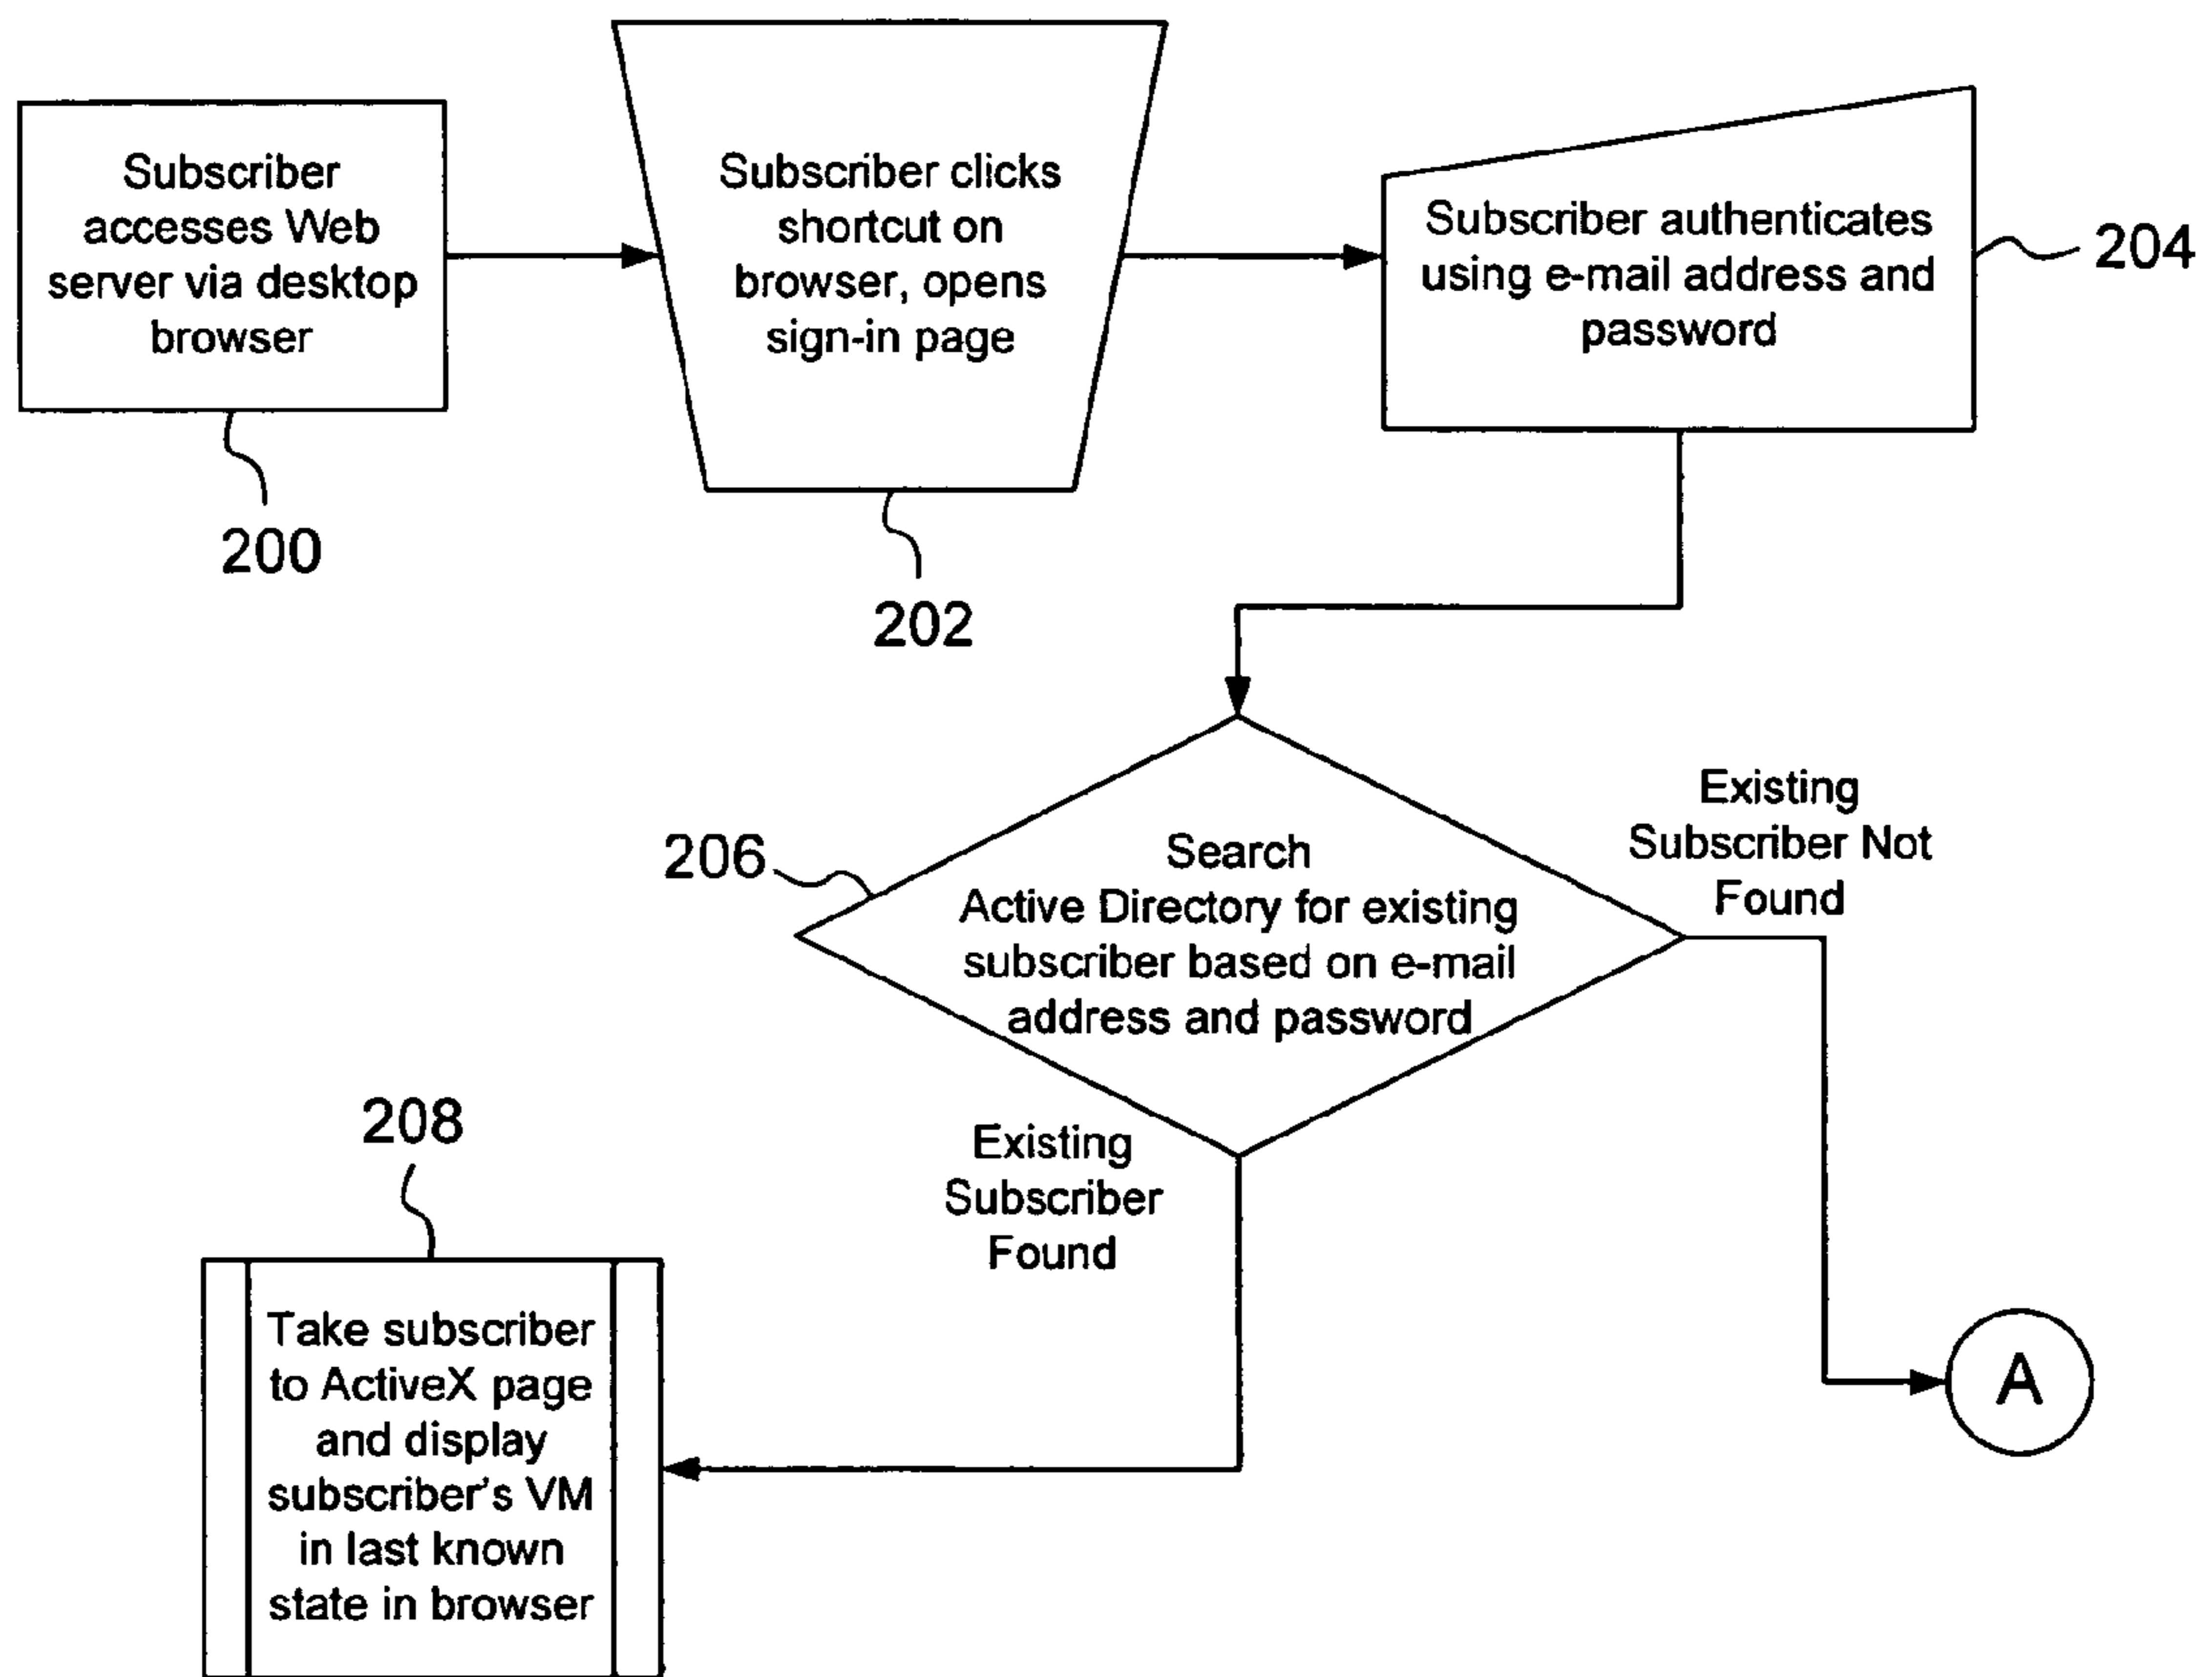 Subscriber
accesses Web
server via desktop
browser
200
Subscriber clicks
shortcut on
browser, opens
sign-in page
202
Subscriber authenticates
using e-mail address and
password
204
206
Search
Active Directory for existing
subscriber based on e-mail
address and password
Existing
Subscriber Not
Found
Existing
Subscriber
Found
208
Take subscriber
to ActiveX page
and display
subscriber's VM
in last known
state in browser
A